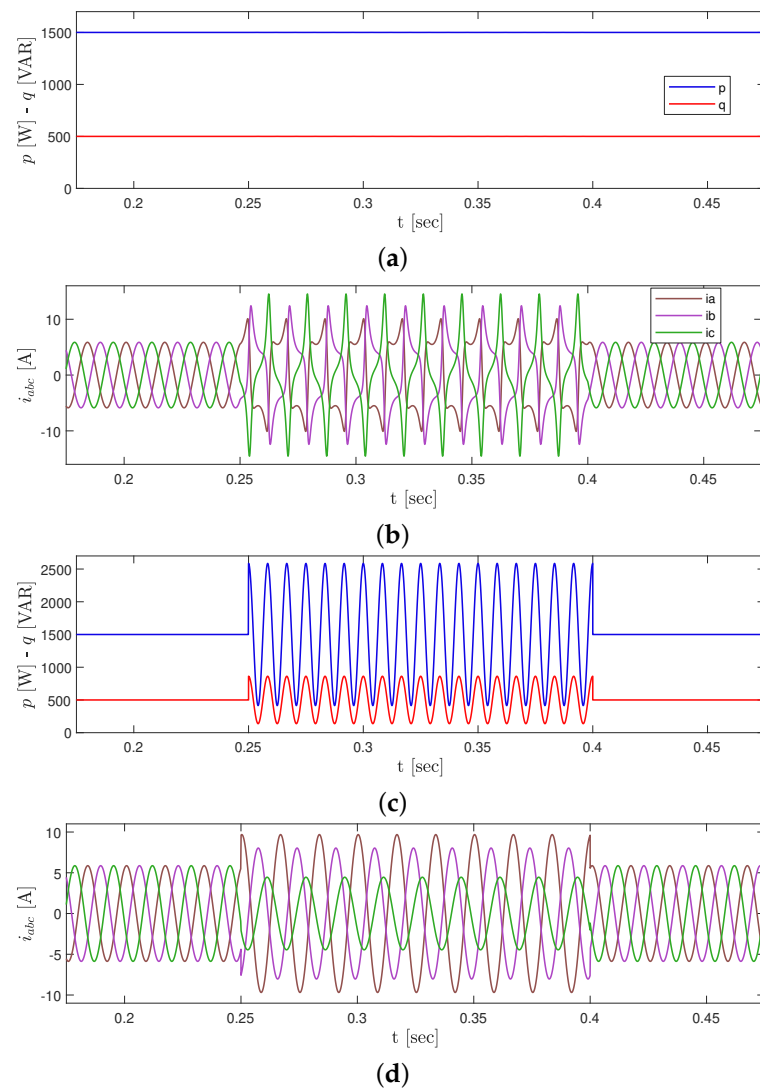 p [W] - q [VAR]
1500
1000
500
0
p
q
0.2 0.25 0.3 0.35 0.4 0.45
t [sec]
(a)
i_abc [A]
10
0
-10
ia
ib
ic
0.2 0.25 0.3 0.35 0.4 0.45
t [sec]
(b)
p [W] - q [VAR]
2500
2000
1500
1000
500
0
0.2 0.25 0.3 0.35 0.4 0.45
t [sec]
(c)
i_abc [A]
10
5
0
-5
-10
0.2 0.25 0.3 0.35 0.4 0.45
t [sec]
(d)